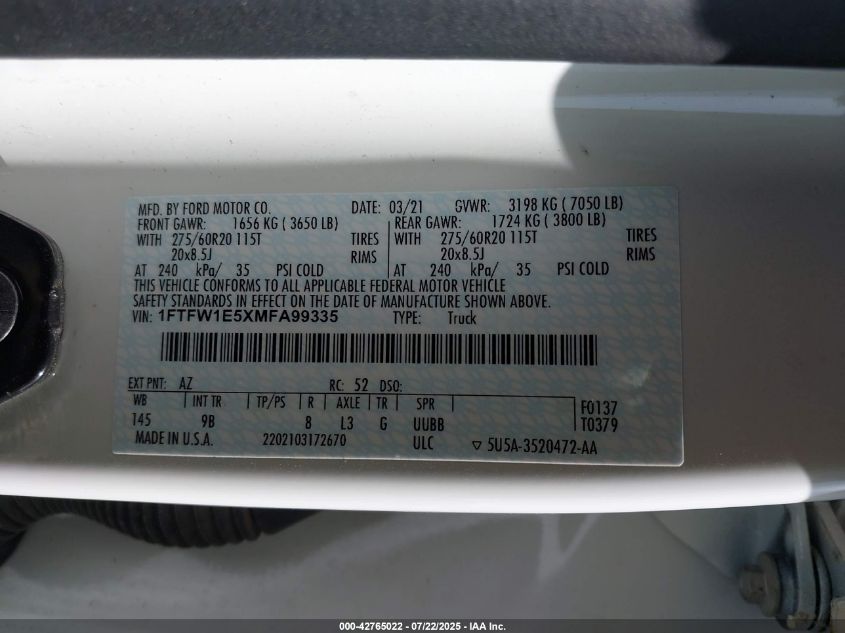 MFD. BY FORD MOTOR CO. DATE: 03/21 GVWR: 3198 KG ( 7050 LB)
FRONT GAWR: 1656 KG ( 3650 LB) REAR GAWR: 1724 KG ( 3800 LB)
WITH 275/60R20 115T TIRES WITH 275/60R20 115T TIRES
20x8.5J RIMS 20x8.5J RIMS
AT 240 kPa/ 35 PSI COLD AT 240 kPa/ 35 PSI COLD
THIS VEHICLE CONFORMS TO ALL APPLICABLE FEDERAL MOTOR VEHICLE
SAFETY STANDARDS IN EFFECT ON THE DATE OF MANUFACTURE SHOWN ABOVE.
VIN: 1FTFW1E5XMFA99335 TYPE: Truck
EXT PNT: AZ RC: 52 DSO:
WB INT TR TP/PS R AXLE TR SPR F0137
145 9B 8 L3 G UUBB T0379
MADE IN U.S.A. 2202103172670 ULC ▽ 5U5A-3520472-AA
000-42765022 - 07/22/2025 - IAA Inc.